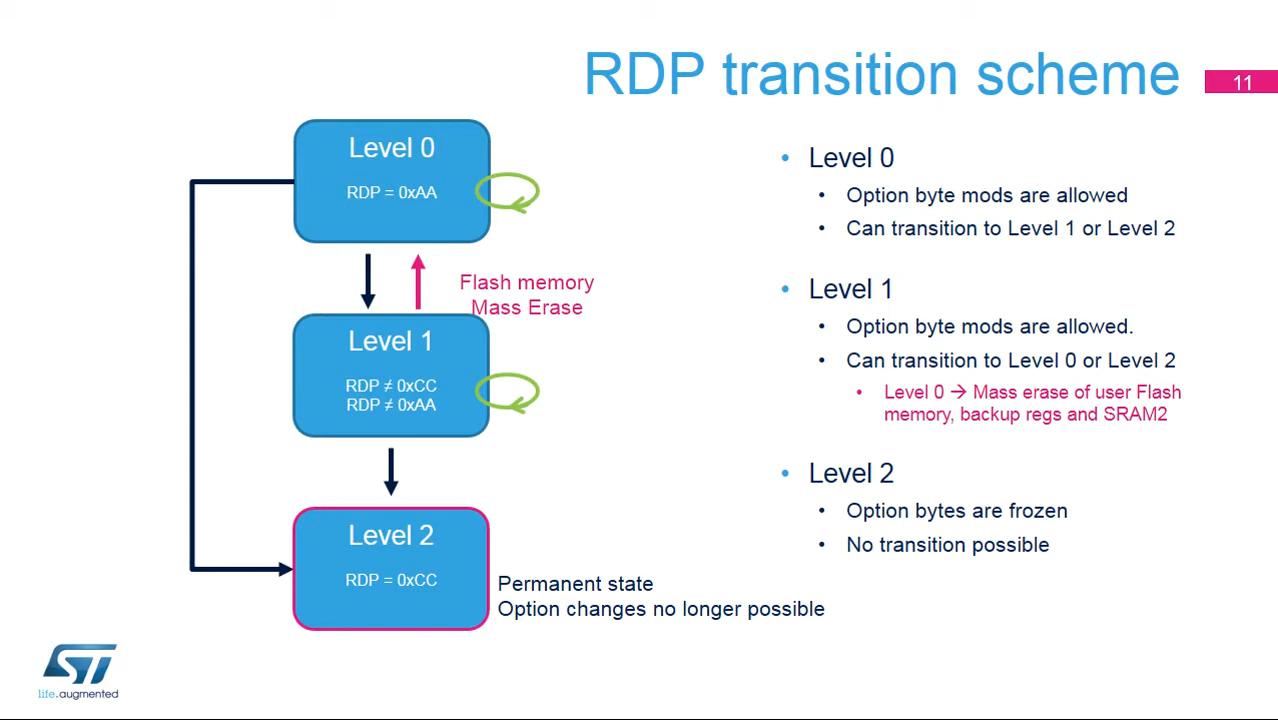 RDP transition scheme
11
Level 0
RDP = 0xAA
Flash memory
Mass Erase
Level 1
RDP ≠ 0xCC
RDP ≠ 0xAA
Level 2
RDP = 0xCC
Permanent state
Option changes no longer possible
• Level 0
• Option byte mods are allowed
• Can transition to Level 1 or Level 2
• Level 1
• Option byte mods are allowed.
• Can transition to Level 0 or Level 2
• Level 0 → Mass erase of user Flash
memory, backup regs and SRAM2
• Level 2
• Option bytes are frozen
• No transition possible
ST
life.augmented